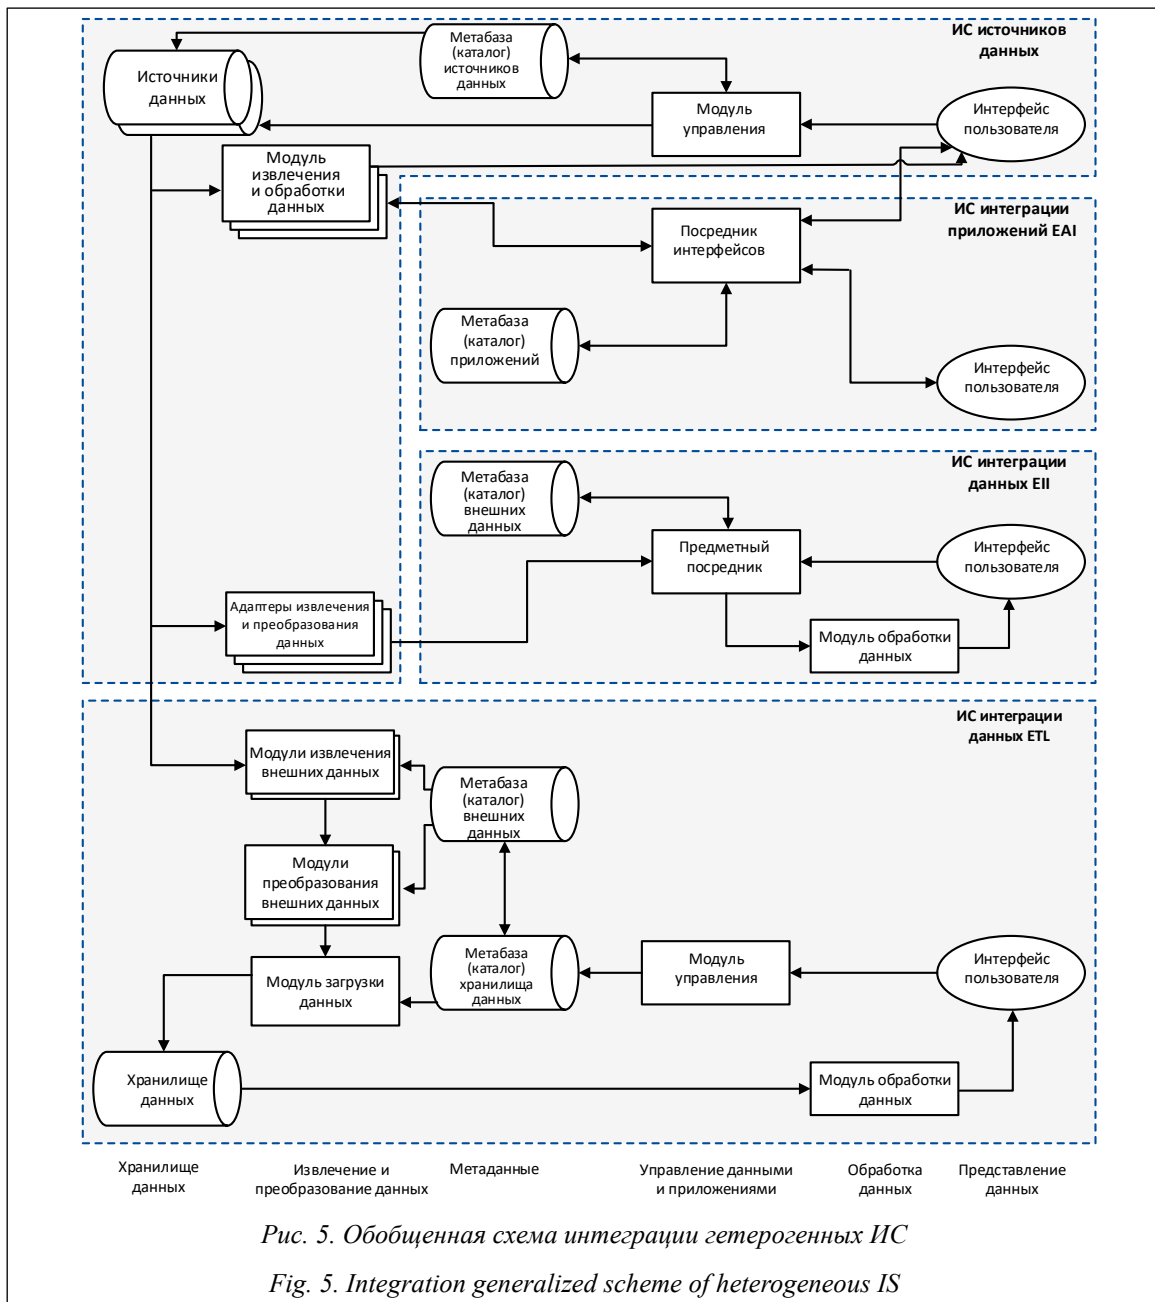 ИС источников
данных
Метабаза
(каталог)
источников
данных
Источники
данных
Модуль
управления
Интерфейс
пользователя
Модуль
извлечения
и обработки
данных
ИС интеграции
приложений EAI
Посредник
интерфейсов
Метабаза
(каталог)
приложений
Интерфейс
пользователя
ИС интеграции
данных EII
Метабаза
(каталог)
внешних
данных
Предметный
посредник
Интерфейс
пользователя
Адаптеры извлечения
и преобразования
данных
Модуль обработки
данных
ИС интеграции
данных ETL
Модули извлечения
внешних данных
Метабаза
(каталог)
внешних
данных
Модули
преобразования
внешних данных
Метабаза
(каталог)
хранилища
данных
Модуль
управления
Интерфейс
пользователя
Модуль загрузки
данных
Хранилище
данных
Модуль обработки
данных
Хранилище
данных
Извлечение и
преобразование данных
Метаданные
Управление данными
и приложениями
Обработка
данных
Представление
данных
Рис. 5. Обобщенная схема интеграции гетерогенных ИС
Fig. 5. Integration generalized scheme of heterogeneous IS